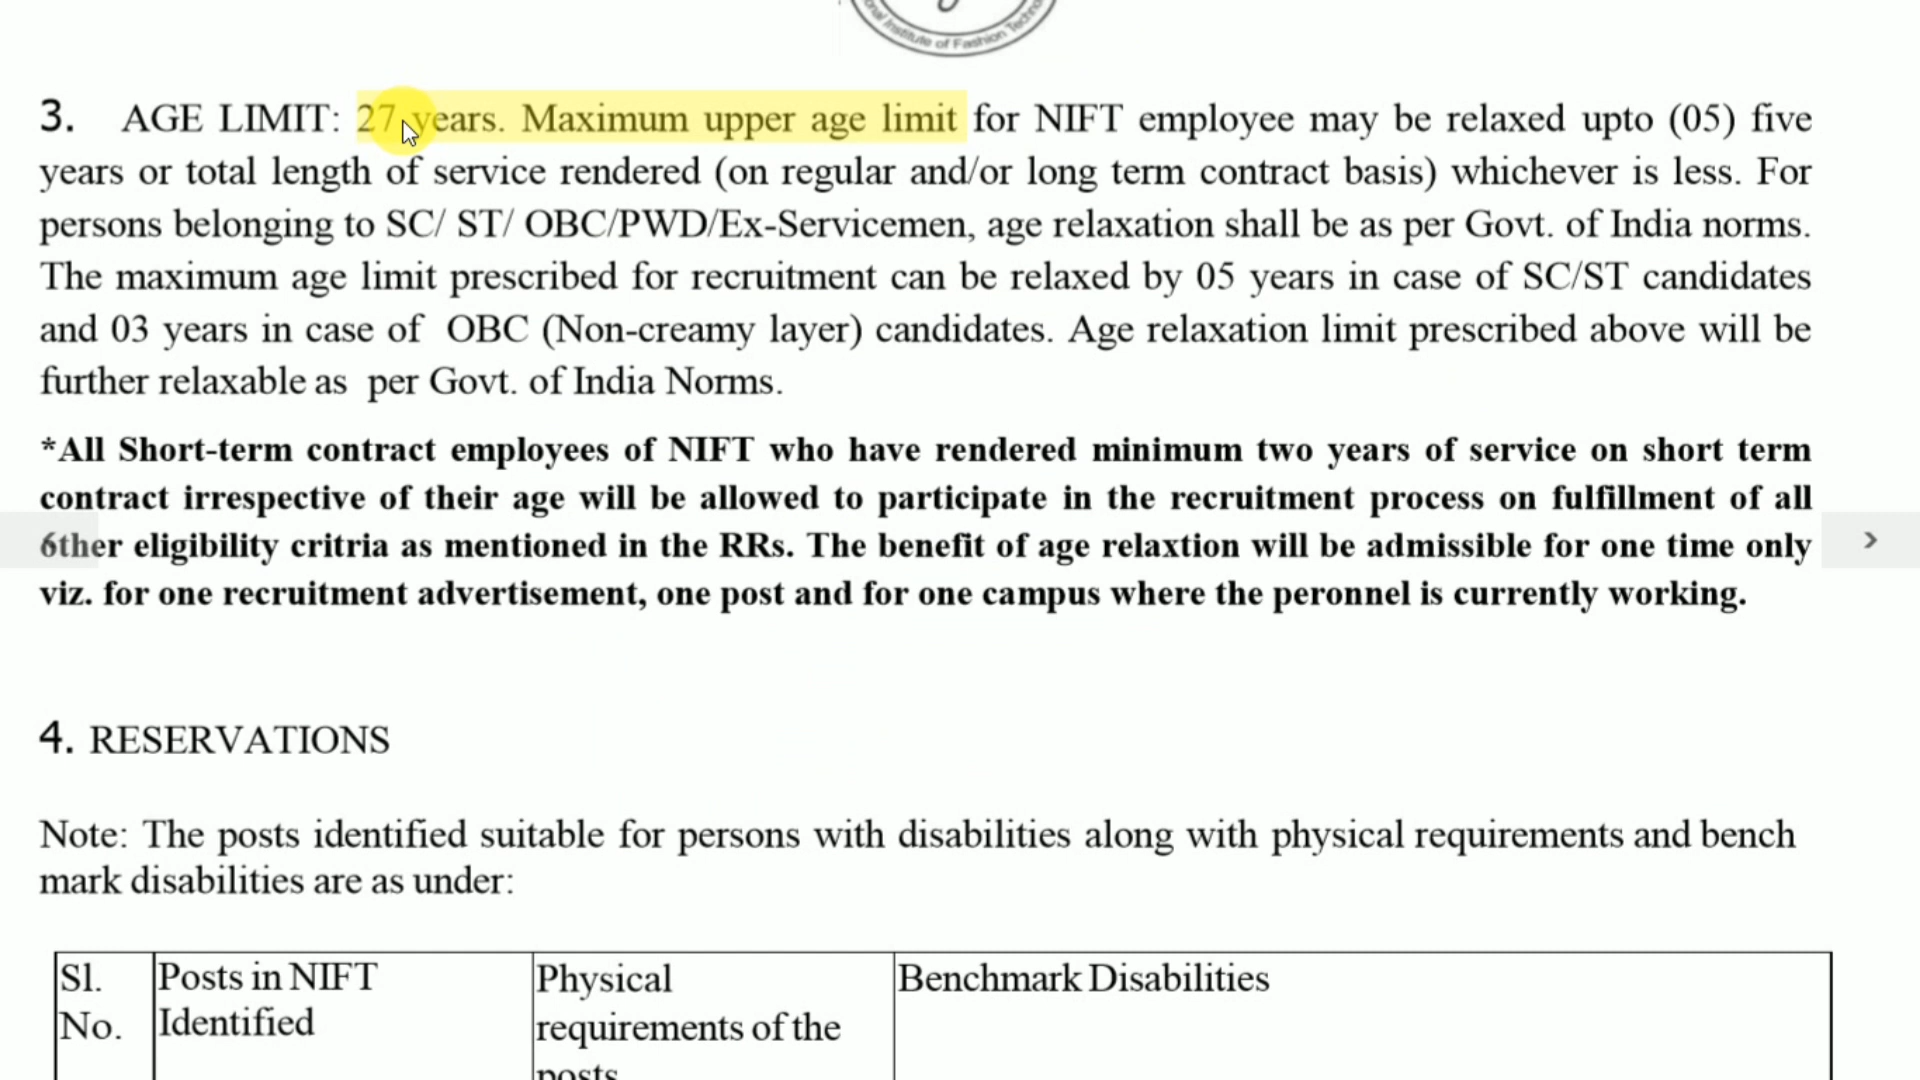 onal Institute of Fashion Techno
3. AGE LIMIT: 27 years. Maximum upper age limit for NIFT employee may be relaxed upto (05) five
years or total length of service rendered (on regular and/or long term contract basis) whichever is less. For
persons belonging to SC/ ST/ OBC/PWD/Ex-Servicemen, age relaxation shall be as per Govt. of India norms.
The maximum age limit prescribed for recruitment can be relaxed by 05 years in case of SC/ST candidates
and 03 years in case of OBC (Non-creamy layer) candidates. Age relaxation limit prescribed above will be
further relaxable as per Govt. of India Norms.
*All Short-term contract employees of NIFT who have rendered minimum two years of service on short term
contract irrespective of their age will be allowed to participate in the recruitment process on fulfillment of all
other eligibility critria as mentioned in the RRs. The benefit of age relaxtion will be admissible for one time only
viz. for one recruitment advertisement, one post and for one campus where the peronnel is currently working.
4. RESERVATIONS
Note: The posts identified suitable for persons with disabilities along with physical requirements and bench
mark disabilities are as under:
Sl. No.
Posts in NIFT Identified
Physical requirements of the posts
Benchmark Disabilities